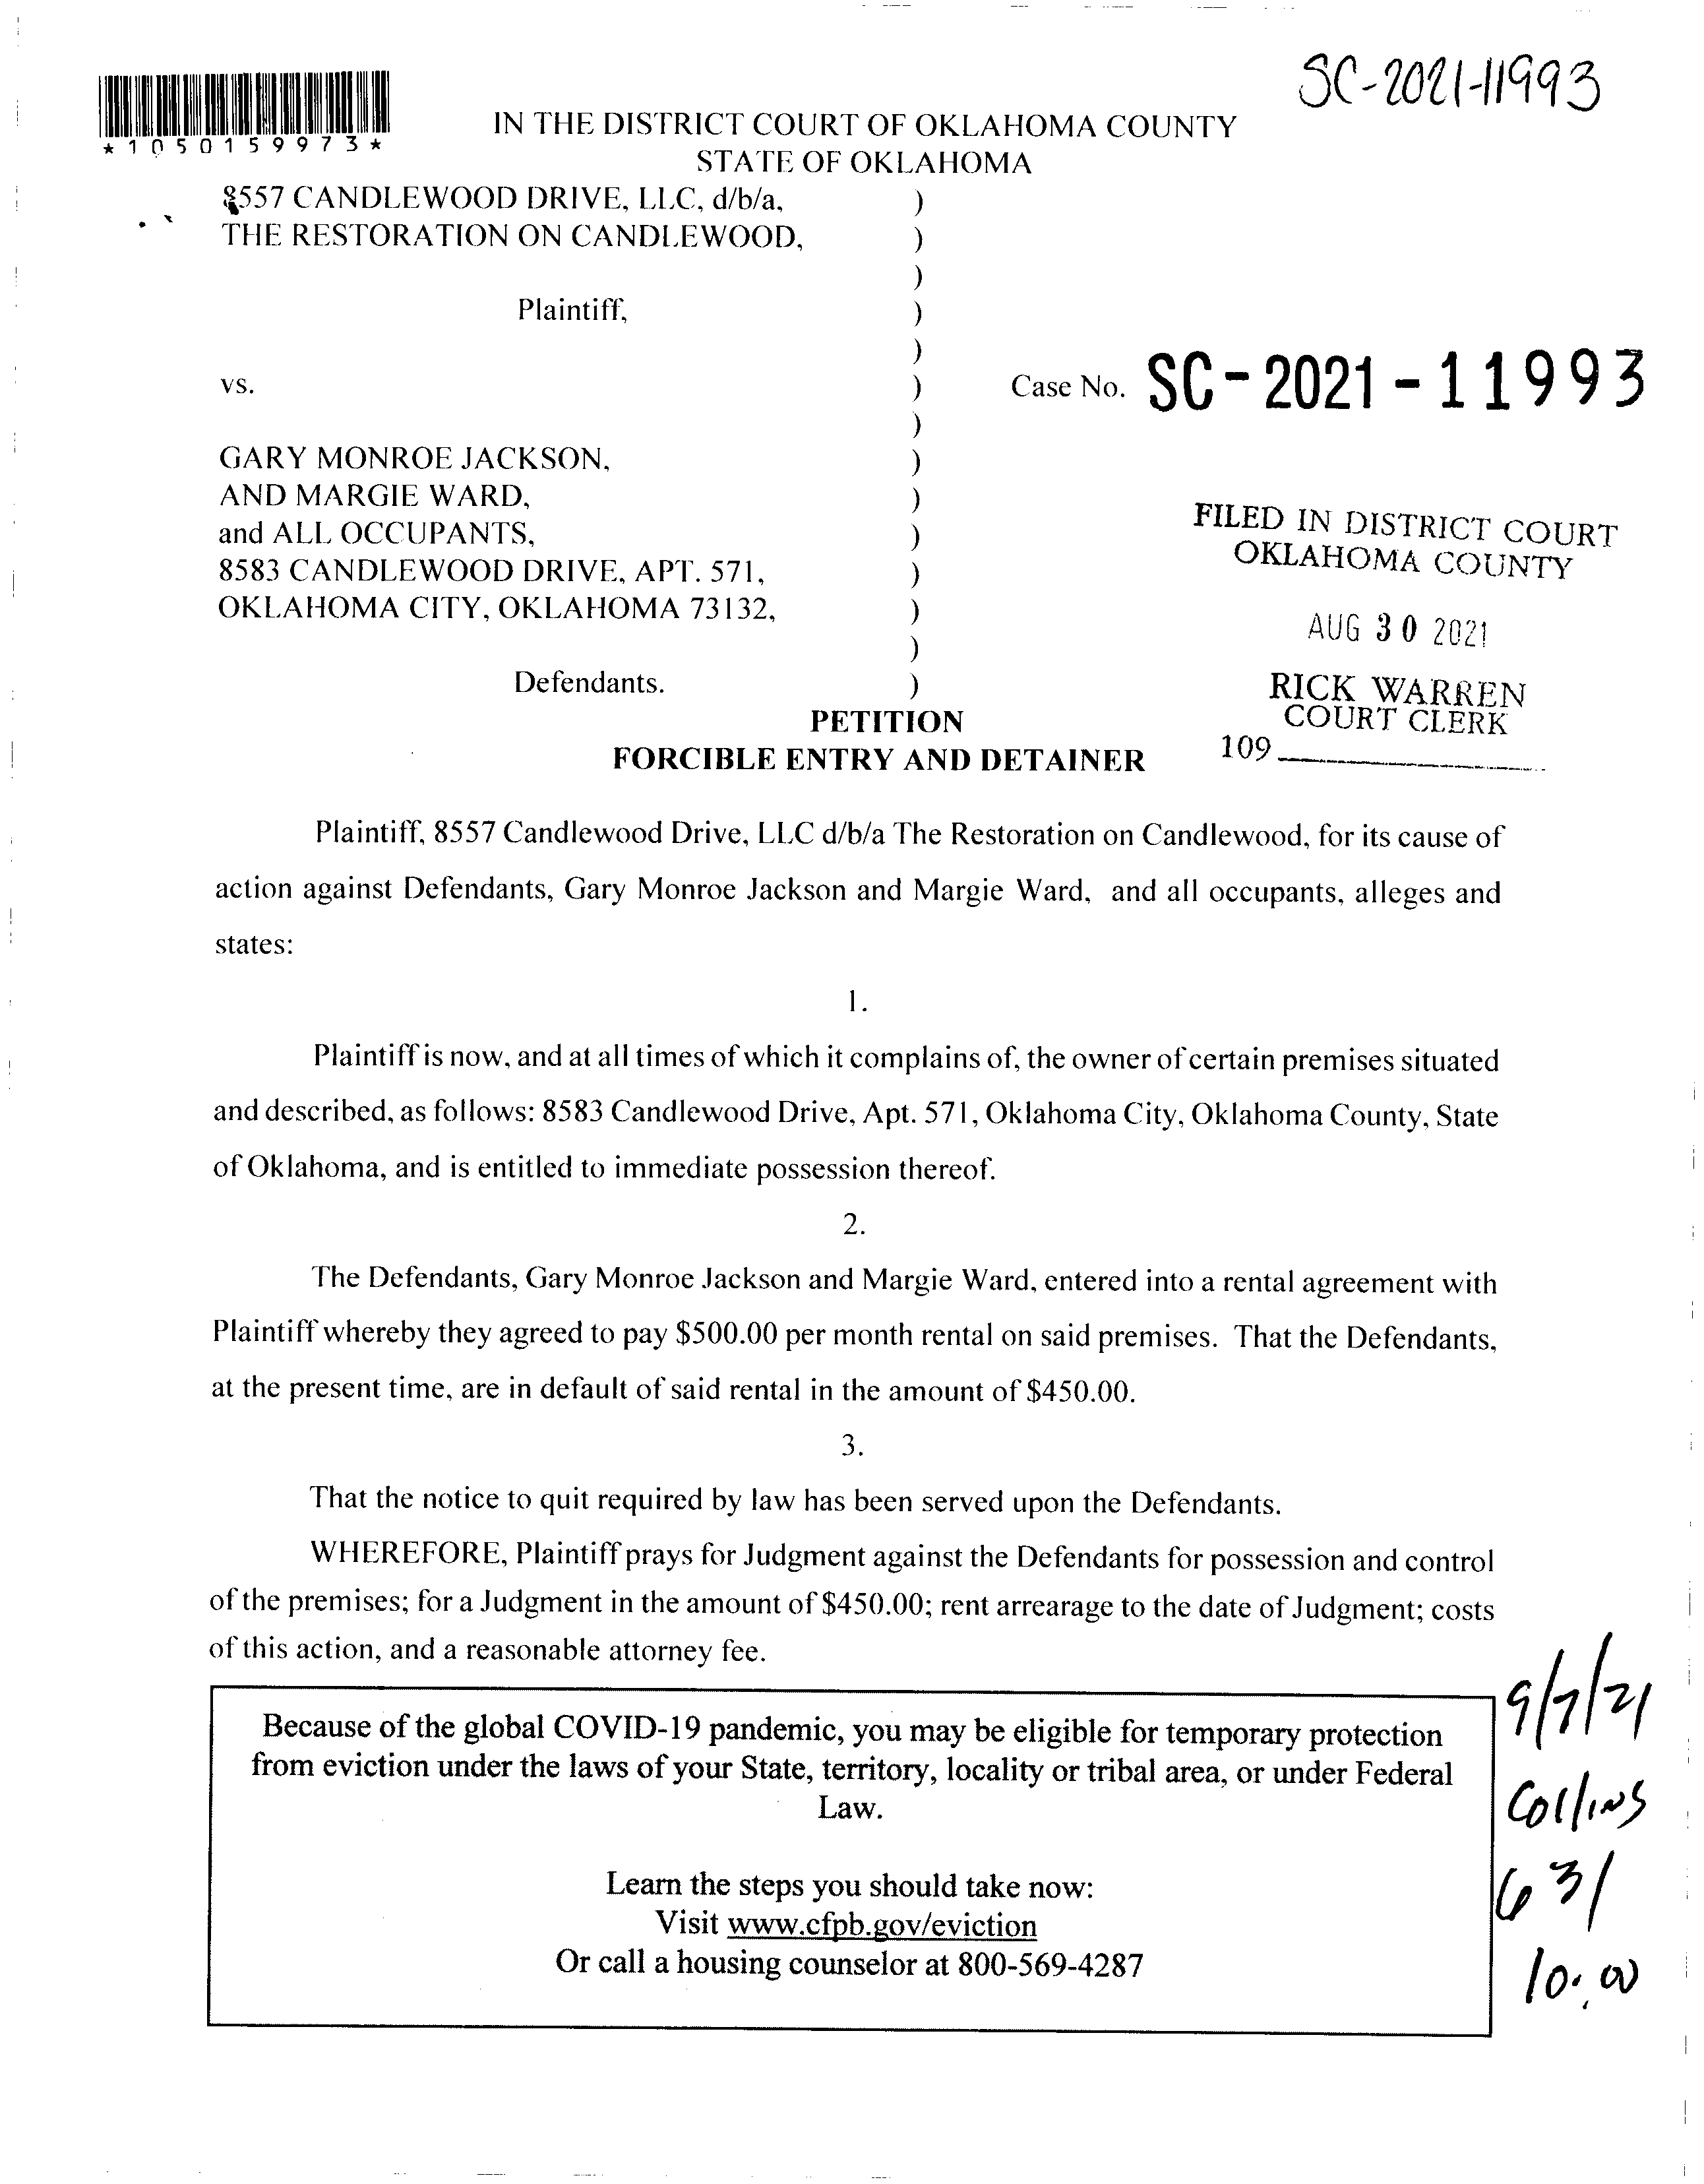 SC-2021-11993
*1050159973*
IN THE DISTRICT COURT OF OKLAHOMA COUNTY
STATE OF OKLAHOMA
8557 CANDLEWOOD DRIVE, LLC, d/b/a, )
THE RESTORATION ON CANDLEWOOD, )
)
Plaintiff, )
)
vs. ) Case No. SC-2021-11993
)
GARY MONROE JACKSON, )
AND MARGIE WARD, )
and ALL OCCUPANTS, )
8583 CANDLEWOOD DRIVE, APT. 571, )
OKLAHOMA CITY, OKLAHOMA 73132, )
)
Defendants. )
FILED IN DISTRICT COURT
OKLAHOMA COUNTY
AUG 30 2021
RICK WARREN
COURT CLERK
109
PETITION
FORCIBLE ENTRY AND DETAINER
Plaintiff, 8557 Candlewood Drive, LLC d/b/a The Restoration on Candlewood, for its cause of
action against Defendants, Gary Monroe Jackson and Margie Ward, and all occupants, alleges and
states:
1.
Plaintiff is now, and at all times of which it complains of, the owner of certain premises situated
and described, as follows: 8583 Candlewood Drive, Apt. 571, Oklahoma City, Oklahoma County, State
of Oklahoma, and is entitled to immediate possession thereof.
2.
The Defendants, Gary Monroe Jackson and Margie Ward, entered into a rental agreement with
Plaintiff whereby they agreed to pay $500.00 per month rental on said premises. That the Defendants,
at the present time, are in default of said rental in the amount of $450.00.
3.
That the notice to quit required by law has been served upon the Defendants.
WHEREFORE, Plaintiff prays for Judgment against the Defendants for possession and control
of the premises; for a Judgment in the amount of $450.00; rent arrearage to the date of Judgment; costs
of this action, and a reasonable attorney fee.
Because of the global COVID-19 pandemic, you may be eligible for temporary protection
from eviction under the laws of your State, territory, locality or tribal area, or under Federal
Law.
Learn the steps you should take now:
Visit www.cfpb.gov/eviction
Or call a housing counselor at 800-569-4287
9/7/21
Collins
631
10:00